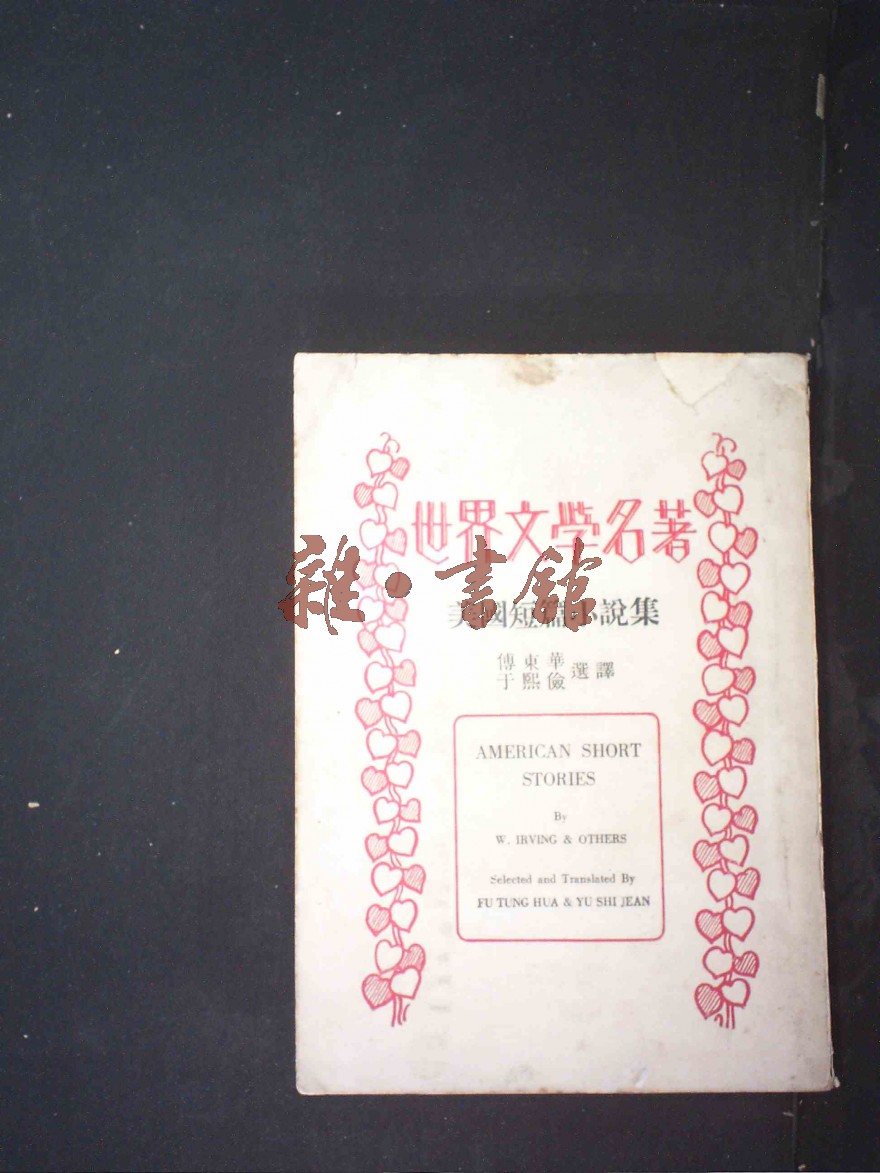 世界文學名著
雜·書館
美國短篇小說集
傅東華
于熙儉
選譯
AMERICAN SHORT
STORIES
By
W. IRVING & OTHERS
Selected and Translated By
FU TUNG HUA & YU SHI JEAN